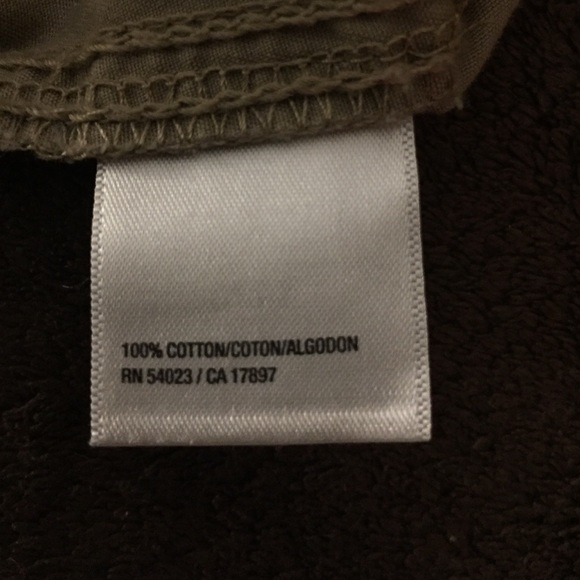 100% COTTON/COTON/ALGODON
RN 54023 / CA 17897